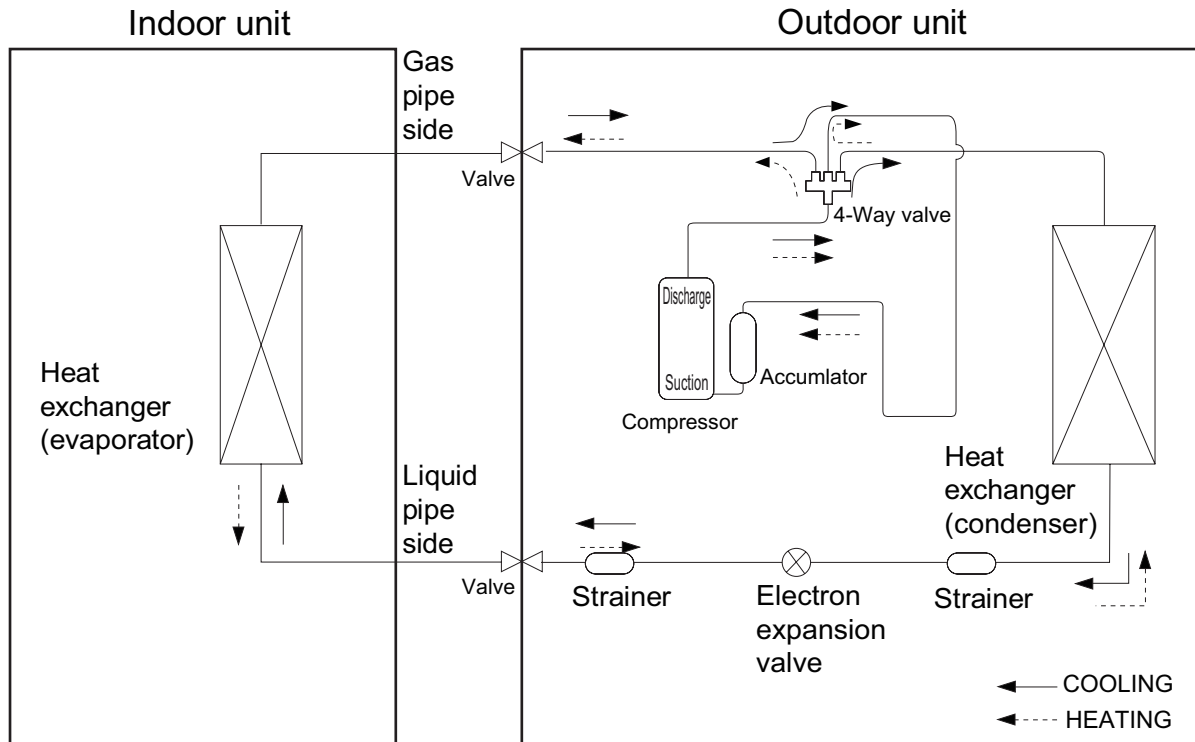 Indoor unit
Outdoor unit
Gas
pipe
side
Valve
4-Way valve
Discharge
Suction
Accumlator
Compressor
Heat
exchanger
(evaporator)
Liquid
pipe
side
Heat
exchanger
(condenser)
Valve
Strainer
Electron
expansion
valve
Strainer
COOLING
HEATING